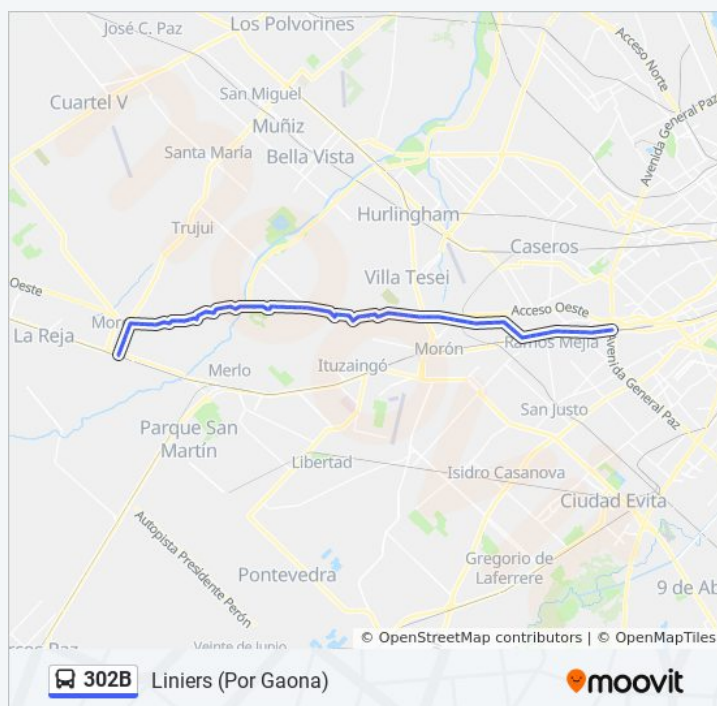 José C. Paz
Los Polvorines
Acceso Norte
Avenida General Paz
Cuartel V
San Miguel
Muñiz
Santa María
Bella Vista
Avenida General Paz
Trujui
Hurlingham
Caseros
Villa Tesei
Oeste
Acceso Oeste
Mor
La Reja
Ramos Mejía
Morón
Merlo
Ituzaingó
Avenida General Paz
Parque San
Martín
San Justo
Libertad
Isidro Casanova
Ciudad Evita
Autopista Presidente Perón
Gregorio de
Laferrere
Pontevedra
9 de Ab
Veinte de Junio
© OpenStreetMap contributors | © OpenMapTiles
302B
Liniers (Por Gaona)
moovit